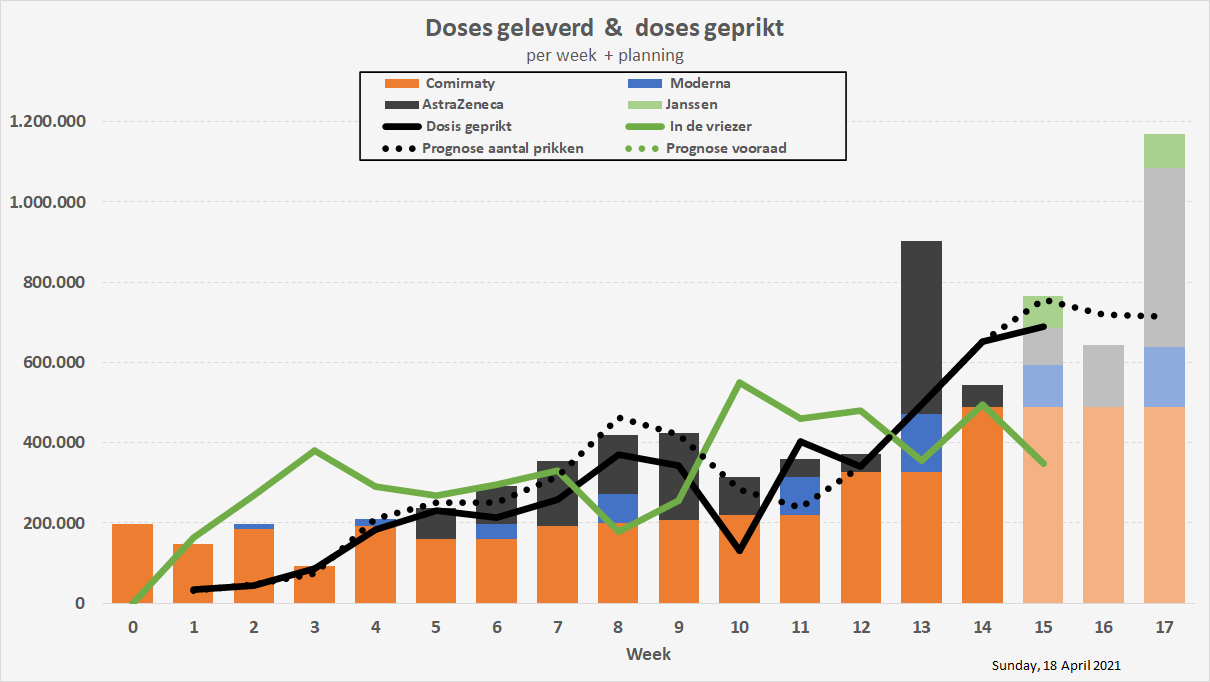 Doses geleverd & doses geprikt
per week + planning
Comirnaty Moderna
AstraZeneca Janssen
Dosis geprikt In de vriezer
Prognose aantal prikken Prognose vooraad
1.200.000
1.000.000
800.000
600.000
400.000
200.000
0
0 1 2 3 4 5 6 7 8 9 10 11 12 13 14 15 16 17
Week
Sunday, 18 April 2021